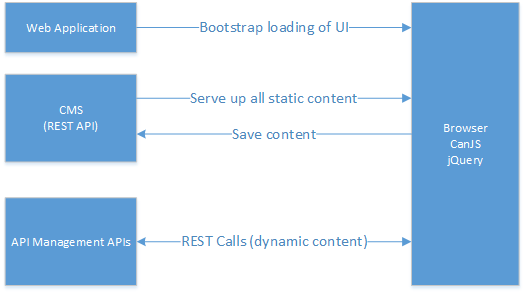 Web Application
Bootstrap loading of UI
CMS
(REST API)
Serve up all static content
Save content
Browser
CanJS
jQuery
API Management APIs
REST Calls (dynamic content)